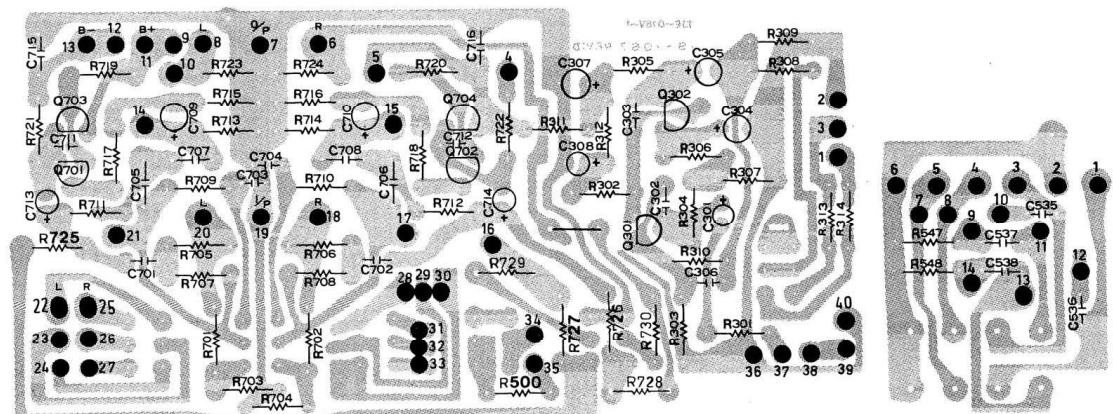 B- 12 B+ 9 L 8 O/P 7 R 6
13 11 10
C715 R719 R723 R724 5 R720 C716 4
C307 R305 C305 R309 R308
Q703 R715 R716 Q704 C303 Q302 C304 2
R721 14 C709 C710 15 R722 R311 R312 3
C711 R713 R714 C712
R717 C707 C704 C708 R718 Q702 C308 R306 1
Q701 C705 C703 C706 R302 C302 R307
C713 R709 R710 C714 R304 C301 R313 R314
R711 L I/P R R712
20 19 18 17 16 Q301
R725 21 R705 R706 R310
C701 R707 R708 C702 R729 C306
L R 28 29 30
22 25 R701 R702 31 34 R727 R726 R730 R303 R301 40
23 26 32
24 27 33 35 36 37 38 39
R703 R704 R500 R728
6 5 4 3 2 1
7 8 9 10 C535 11
R547 C537 12
R548 14 C538 13 C536